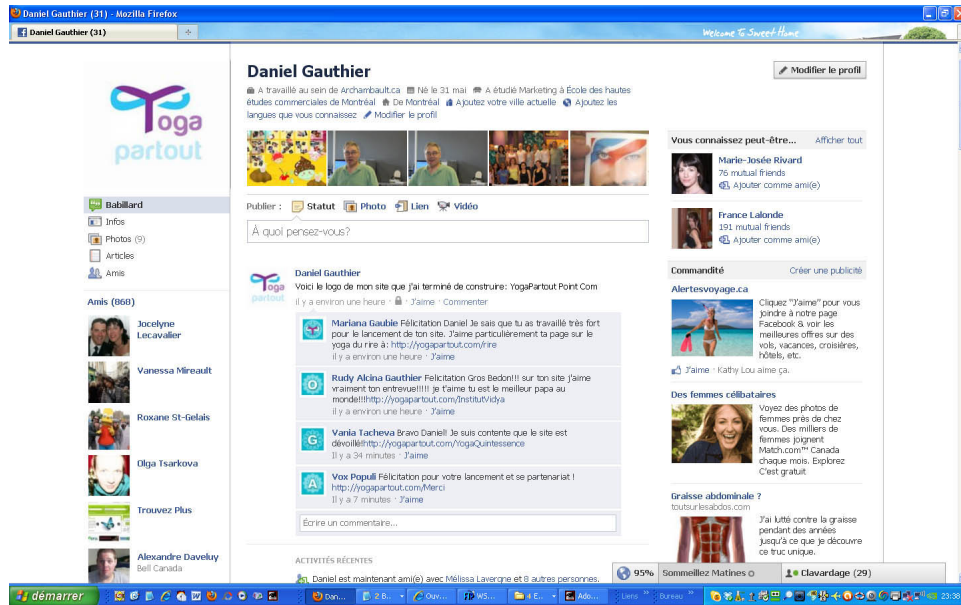 Daniel Gauthier (31) - Mozilla Firefox
Daniel Gauthier (31)
Welcome To Sweet Home
Yoga
partout
Babillard
Infos
Photos (9)
Articles
Amis
Amis (868)
Jocelyne
Lecavalier
Vanessa Mireault
Roxane St-Gelais
Olga Tsarkova
Trouvez Plus
Alexandre Daveluy
Bell Canada
Daniel Gauthier
Modifier le profil
A travaillé au sein de Archambault.ca Né le 31 mai A étudié Marketing à École des hautes
études commerciales de Montréal De Montréal Ajoutez votre ville actuelle Ajoutez les
langues que vous connaissez Modifier le profil
Publier : Statut Photo Lien Vidéo
À quoi pensez-vous?
Yoga
partout
Daniel Gauthier
Voici le logo de mon site que j'ai terminé de construire: YogaPartout Point Com
il y a environ une heure · J'aime · Commenter
Mariana Gaubie Félicitation Daniel Je sais que tu as travaillé très fort
pour le lancement de ton site. J'aime particulièrement ta page sur le
yoga du rire à: http://yogapartout.com/rire
il y a environ une heure · J'aime
O
Rudy Alcina Gauthier Felicitation Gros Bedon!!! sur ton site j'aime
vraiment ton entrevue!!!!! je t'aime tu est le meilleur papa au
monde!!!http://yogapartout.com/InstitutVidya
il y a environ une heure · J'aime
G
Vania Tacheva Bravo Daniel! Je suis contente que le site est
dévoilé!http://yogapartout.com/YogaQuintessence
Il y a 34 minutes · J'aime
A
Vox Populi Félicitation pour votre lancement et se partenariat !
http://yogapartout.com/Merci
Il y a 7 minutes · J'aime
Écrire un commentaire...
ACTIVITÉS RÉCENTES
Daniel est maintenant ami(e) avec Mélissa Lavergne et 8 autres personnes.
Vous connaissez peut-être... Afficher tout
Marie-Josée Rivard
76 mutual friends
Ajouter comme ami(e)
France Lalonde
191 mutual friends
Ajouter comme ami(e)
Commandité Créer une publicité
Alertesvoyage.ca
Cliquez "J'aime" pour vous
joindre à notre page
Facebook & voir les
meilleures offres sur des
vols, vacances, croisières,
hôtels, etc.
J'aime · Kathy Lou aime ça.
Des femmes célibataires
Voyez des photos de
femmes près de chez
vous. Des milliers de
femmes joignent
Match.com™ Canada
chaque mois. Explorez
C'est gratuit
Graisse abdominale ?
toutsurlesabdos.com
J'ai lutté contre la graisse
pendant des années
jusqu'à ce que je découvre
ce truc unique.
95% Sommeillez Matines
Clavardage (29)
démarrer
Dan...
2 B...
Ouv...
WS...
4 E...
Ado...
Liens
Bureau
23:38